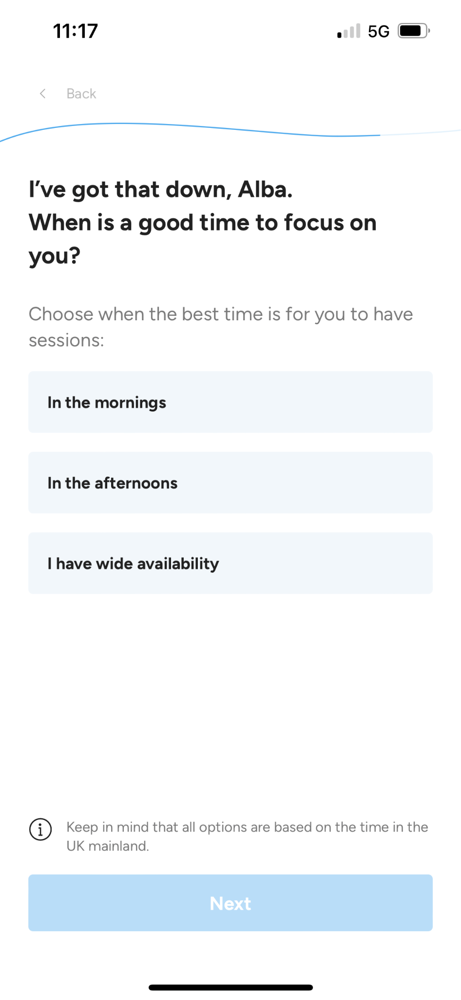 11:17
5G
Back
I’ve got that down, Alba.
When is a good time to focus on
you?
Choose when the best time is for you to have
sessions:
In the mornings
In the afternoons
I have wide availability
Keep in mind that all options are based on the time in the
UK mainland.
Next